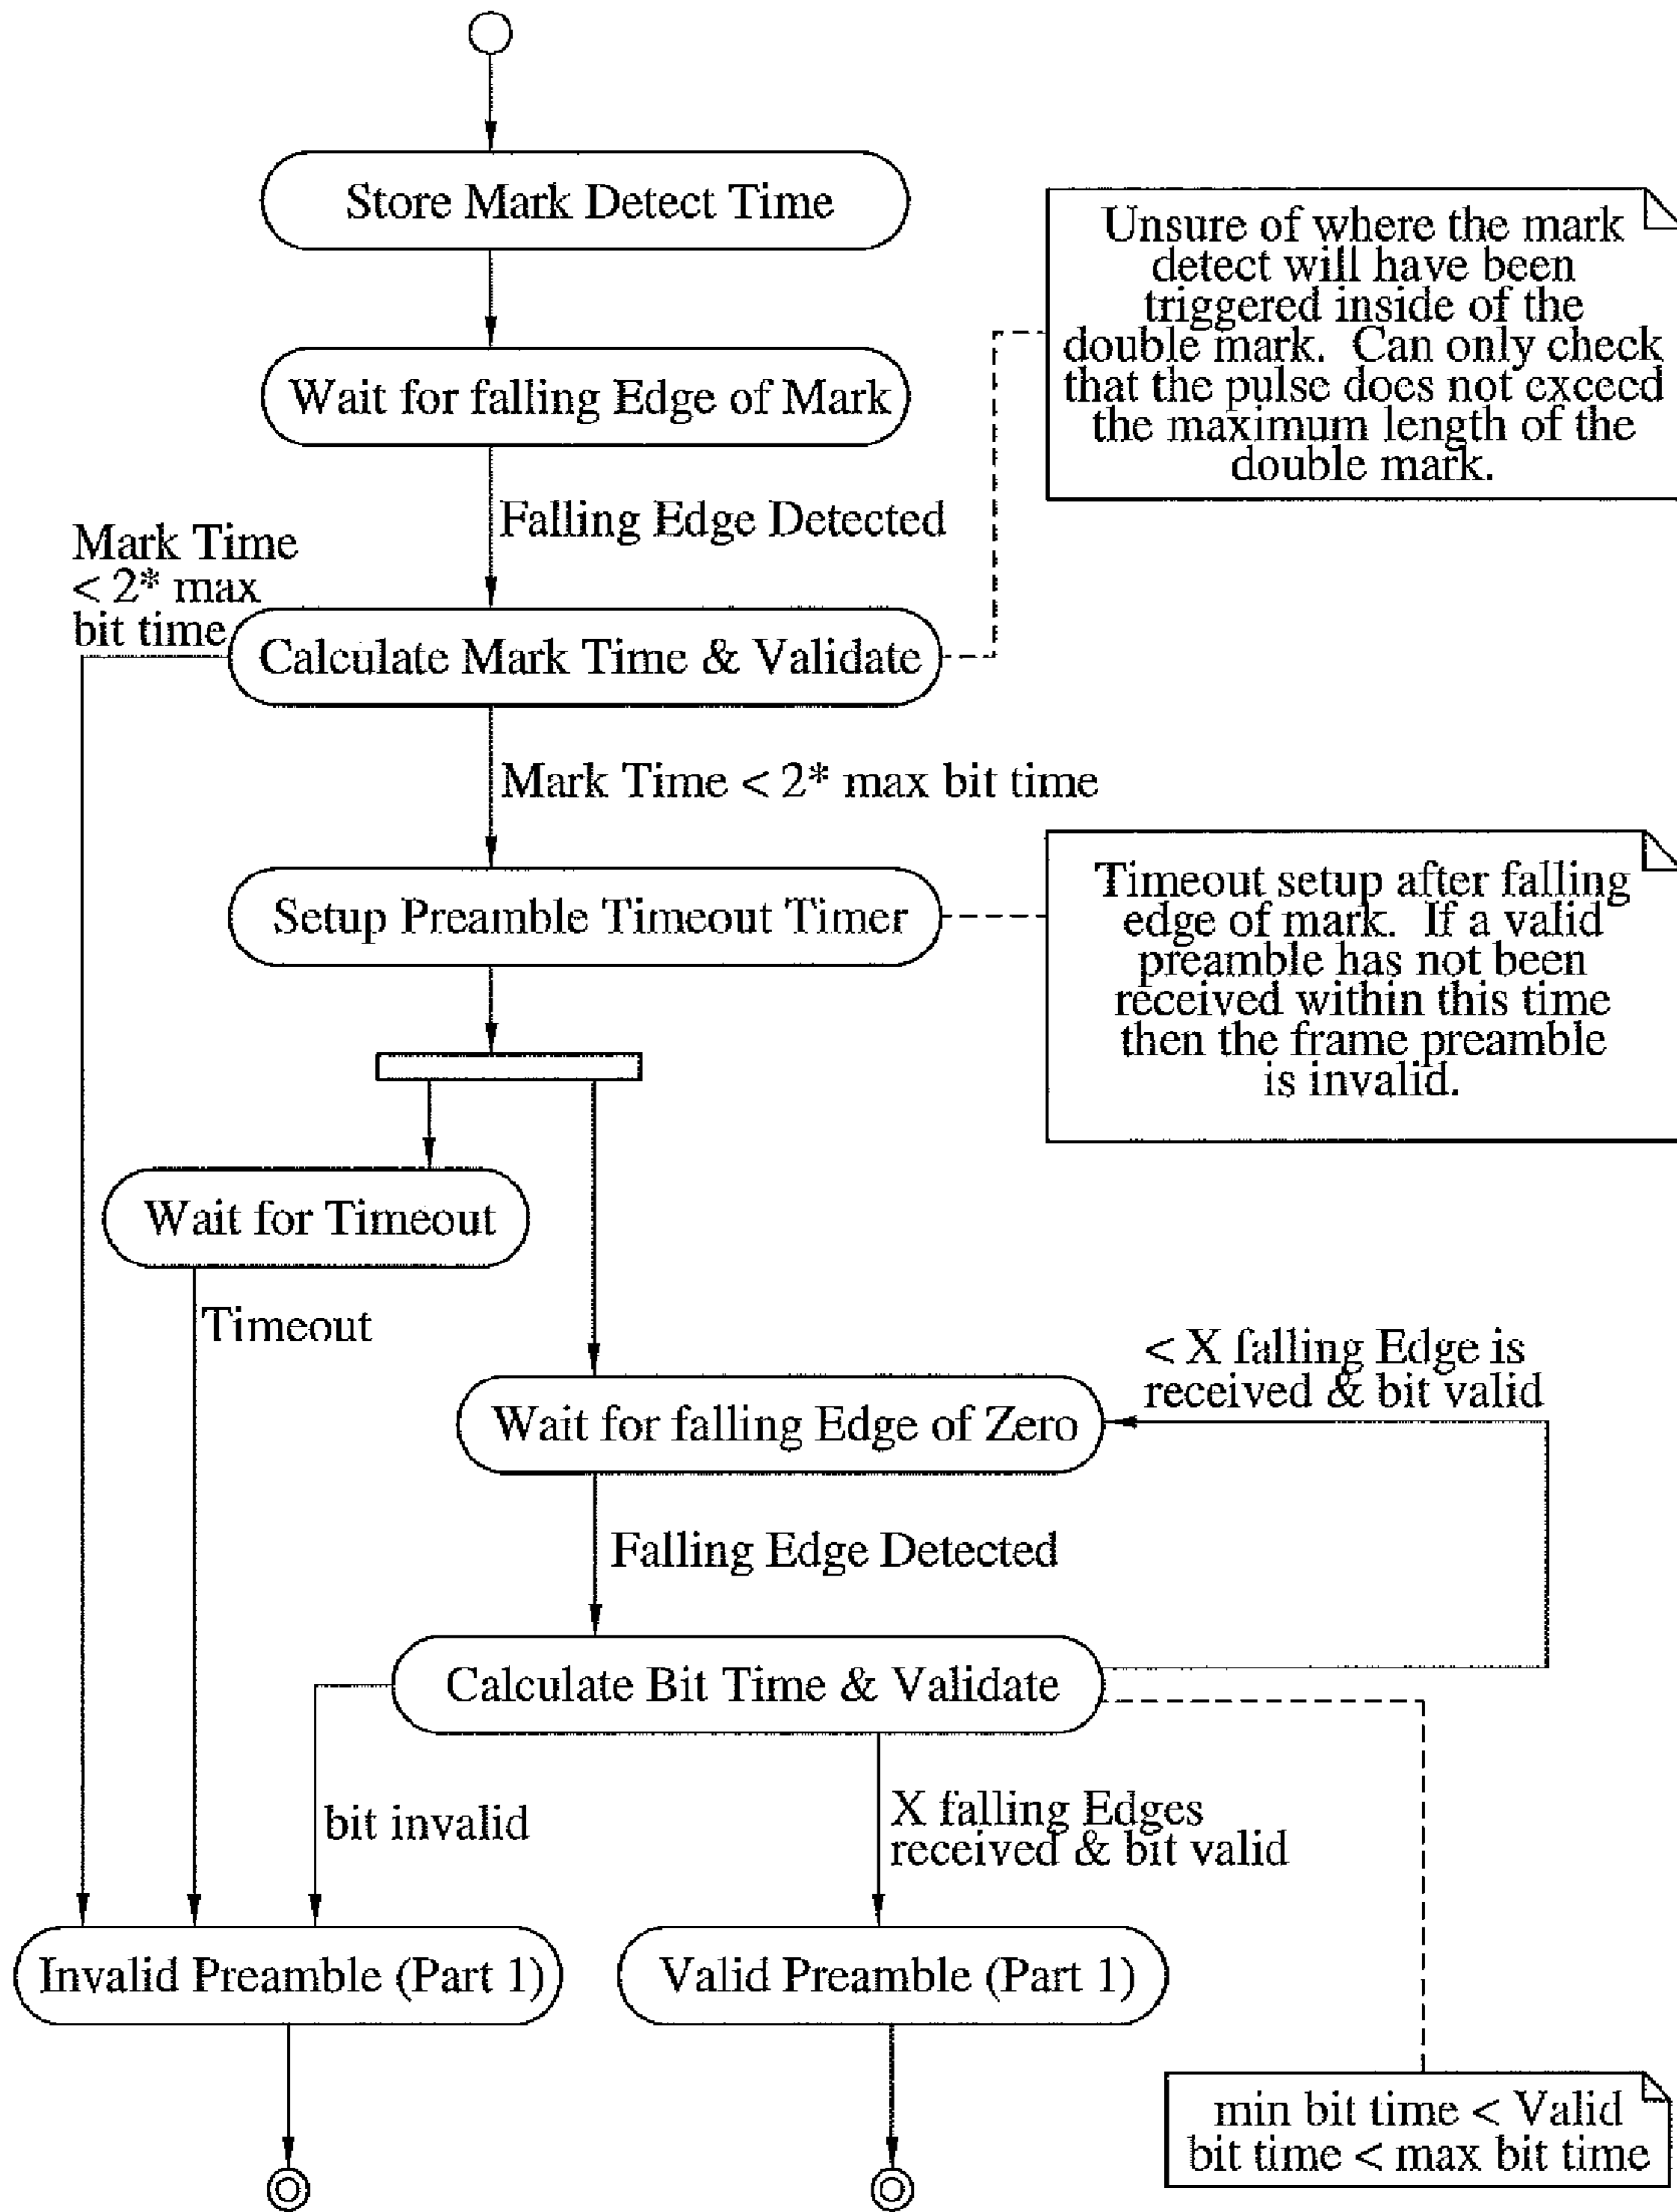 Store Mark Detect Time
Unsure of where the mark
detect will have been
triggered inside of the
double mark. Can only check
that the pulse does not exceed
the maximum length of the
double mark.
Wait for falling Edge of Mark
Falling Edge Detected
Mark Time
< 2* max
bit time
Calculate Mark Time & Validate
Mark Time < 2* max bit time
Setup Preamble Timeout Timer
Timeout setup after falling
edge of mark. If a valid
preamble has not been
received within this time
then the frame preamble
is invalid.
Wait for Timeout
Timeout
< X falling Edge is
received & bit valid
Wait for falling Edge of Zero
Falling Edge Detected
Calculate Bit Time & Validate
bit invalid
X falling Edges
received & bit valid
Invalid Preamble (Part 1)
Valid Preamble (Part 1)
min bit time < Valid
bit time < max bit time